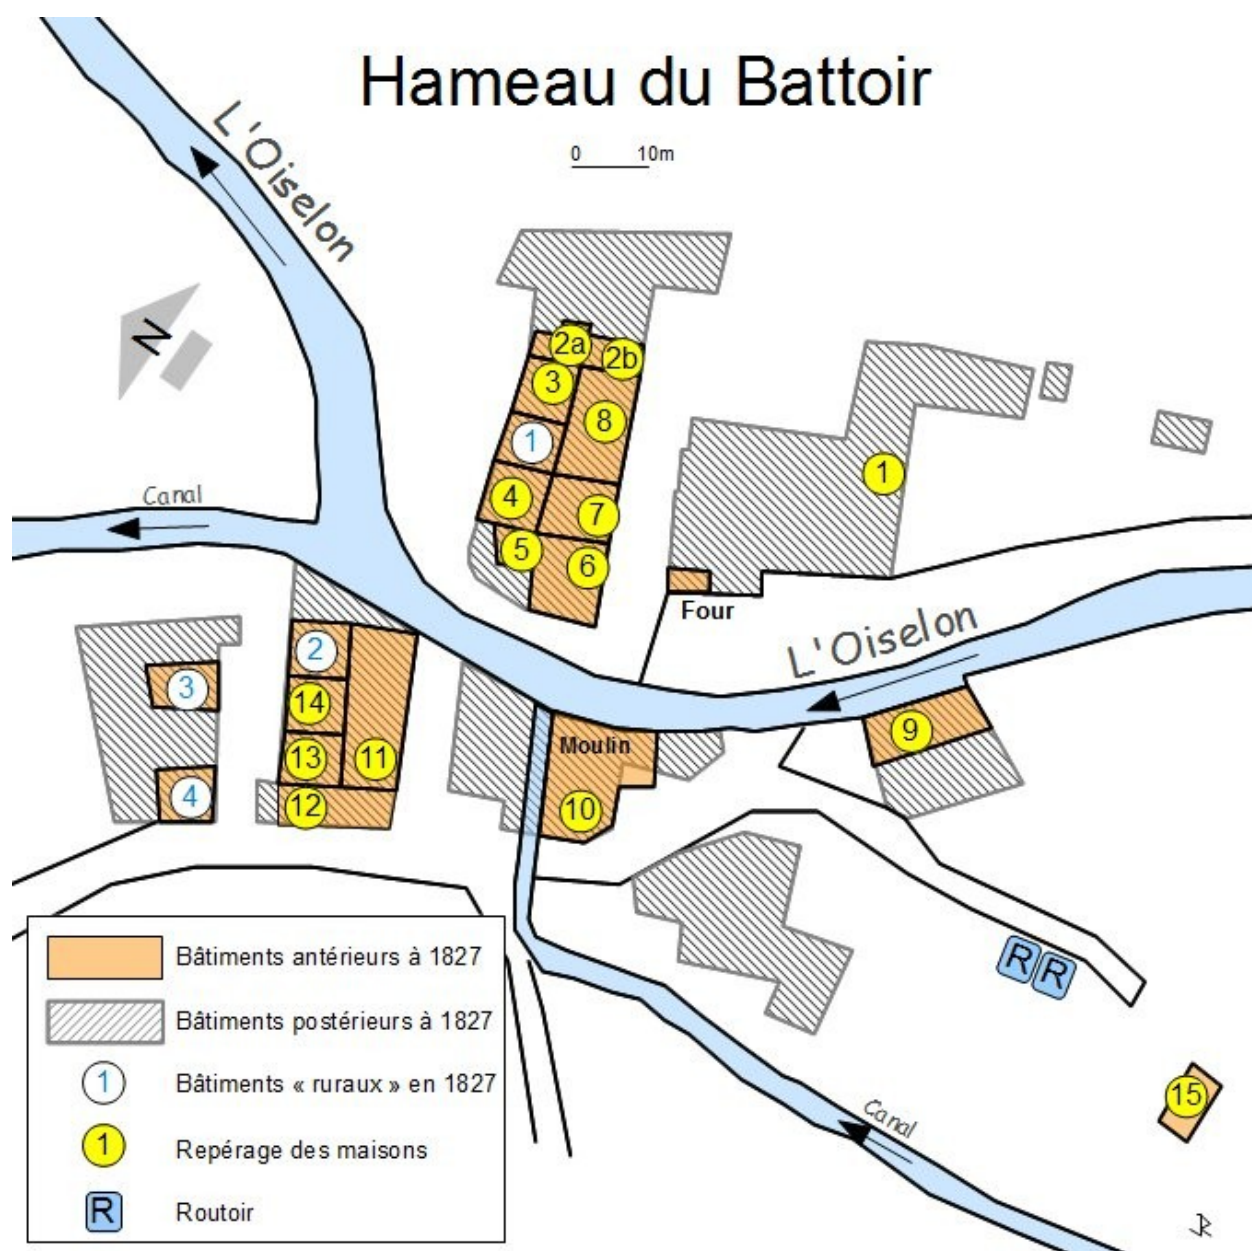 Hameau du Battoir
0 10m
L'Oiselon
N
2a
2b
3
8
1
1
4
7
5
6
Canal
Four
L'Oiselon
2
3
14
9
Moulin
13
11
4
12
10
R R
15
Canal
Bâtiments antérieurs à 1827
Bâtiments postérieurs à 1827
1 Bâtiments « ruraux » en 1827
1 Repérage des maisons
R Routoir